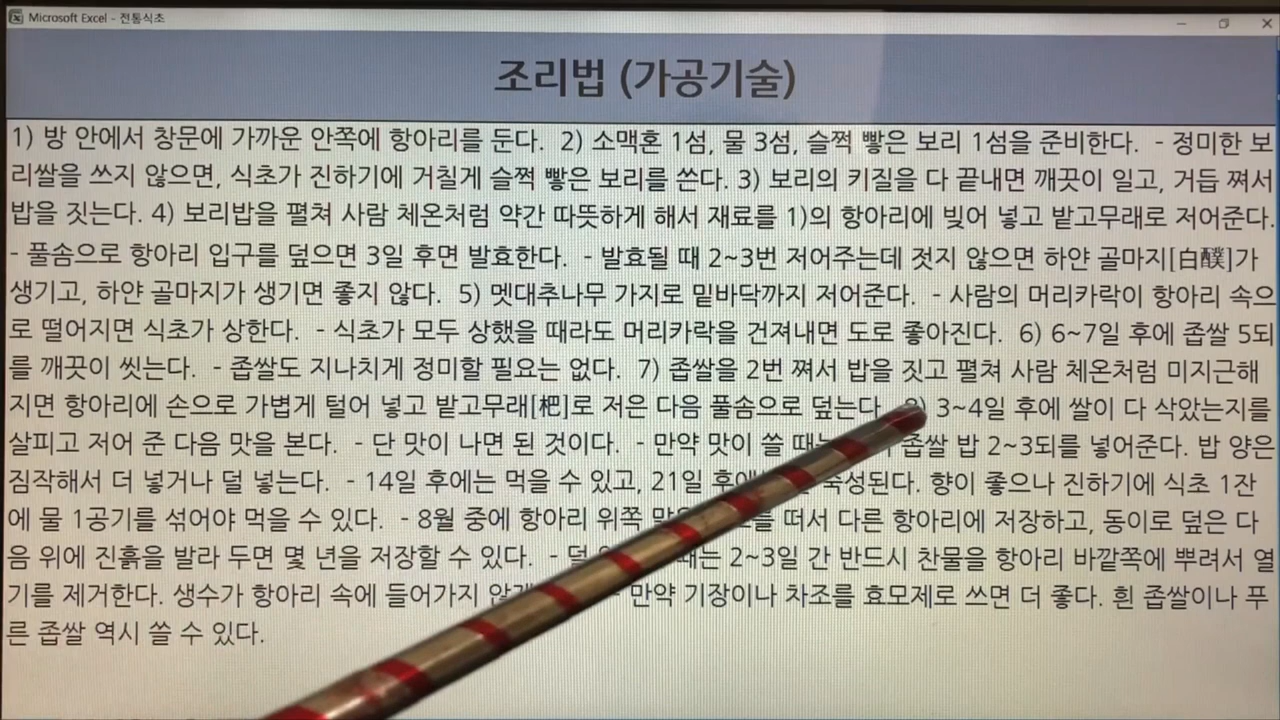 Microsoft Excel - 전통식초
조리법 (가공기술)
1) 방 안에서 창문에 가까운 안쪽에 항아리를 둔다. 2) 소맥혼 1섬, 물 3섬, 슬쩍 빻은 보리 1섬을 준비한다. - 정미한 보
리쌀을 쓰지 않으면, 식초가 진하기에 거칠게 슬쩍 빻은 보리를 쓴다. 3) 보리의 키질을 다 끝내면 깨끗이 일고, 거듭 쪄서
밥을 짓는다. 4) 보리밥을 펼쳐 사람 체온처럼 약간 따뜻하게 해서 재료를 1)의 항아리에 빚어 넣고 밭고무래로 저어준다.
- 풀솜으로 항아리 입구를 덮으면 3일 후면 발효한다. - 발효될 때 2~3번 저어주는데 젓지 않으면 하얀 골마지[白醭]가
생기고, 하얀 골마지가 생기면 좋지 않다. 5) 멧대추나무 가지로 밑바닥까지 저어준다. - 사람의 머리카락이 항아리 속으
로 떨어지면 식초가 상한다. - 식초가 모두 상했을 때라도 머리카락을 건져내면 도로 좋아진다. 6) 6~7일 후에 좁쌀 5되
를 깨끗이 씻는다. - 좁쌀도 지나치게 정미할 필요는 없다. 7) 좁쌀을 2번 쪄서 밥을 짓고 펼쳐 사람 체온처럼 미지근해
지면 항아리에 손으로 가볍게 털어 넣고 밭고무래[杷]로 저은 다음 풀솜으로 덮는다. 3~4일 후에 쌀이 다 삭았는지를
살피고 저어 준 다음 맛을 본다. - 단 맛이 나면 된 것이다. - 만약 맛이 쓸 좁쌀 밥 2~3되를 넣어준다. 밥 양은
짐작해서 더 넣거나 덜 넣는다. - 14일 후에는 먹을 수 있고, 21일 숙성된다. 향이 좋으나 진하기에 식초 1잔
에 물 1공기를 섞어야 먹을 수 있다. - 8월 중에 항아리 위쪽 떠서 다른 항아리에 저장하고, 동이로 덮은 다
음 위에 진흙을 발라 두면 몇 년을 저장할 수 있다. - 덜 때는 2~3일 간 반드시 찬물을 항아리 바깥쪽에 뿌려서 열
기를 제거한다. 생수가 항아리 속에 들어가지 만약 기장이나 차조를 효모제로 쓰면 더 좋다. 흰 좁쌀이나 푸
른 좁쌀 역시 쓸 수 있다.